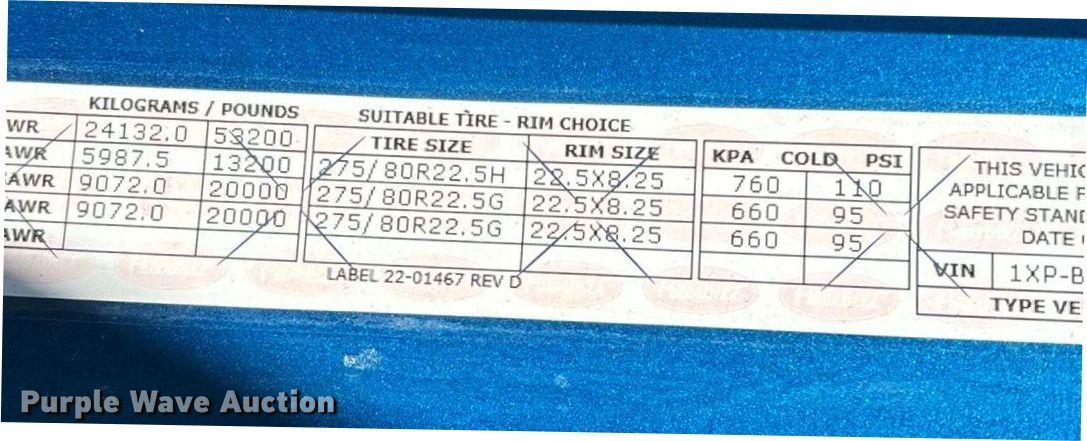 KILOGRAMS / POUNDS
SUITABLE TIRE - RIM CHOICE
WR 24132.0 53200
TIRE SIZE RIM SIZE
KPA COLD PSI
AWR 5987.5 13200
275/80R22.5H 22.5X8.25
760 110
AWR 9072.0 20000
275/80R22.5G 22.5X8.25
660 95
AWR 9072.0 20000
275/80R22.5G 22.5X8.25
660 95
AWR
LABEL 22-01467 REV D
THIS VEHIC
APPLICABLE F
SAFETY STAND
DATE
VIN 1XP-B
TYPE VE
Purple Wave Auction